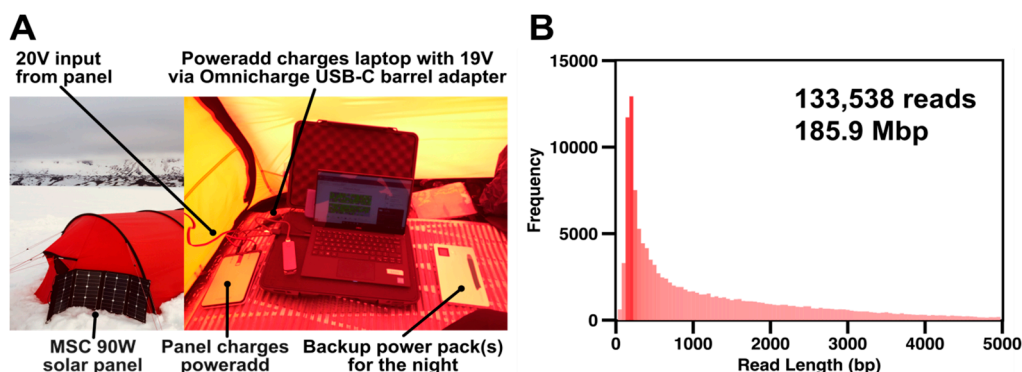 A
20V input
from panel
Poweradd charges laptop with 19V
via Omnicharge USB-C barrel adapter
MSC 90W
solar panel
Panel charges
poweradd
Backup power pack(s)
for the night
B
133,538 reads
185.9 Mbp
Frequency
15000
10000
5000
0
0
1000
2000
3000
4000
5000
Read Length (bp)